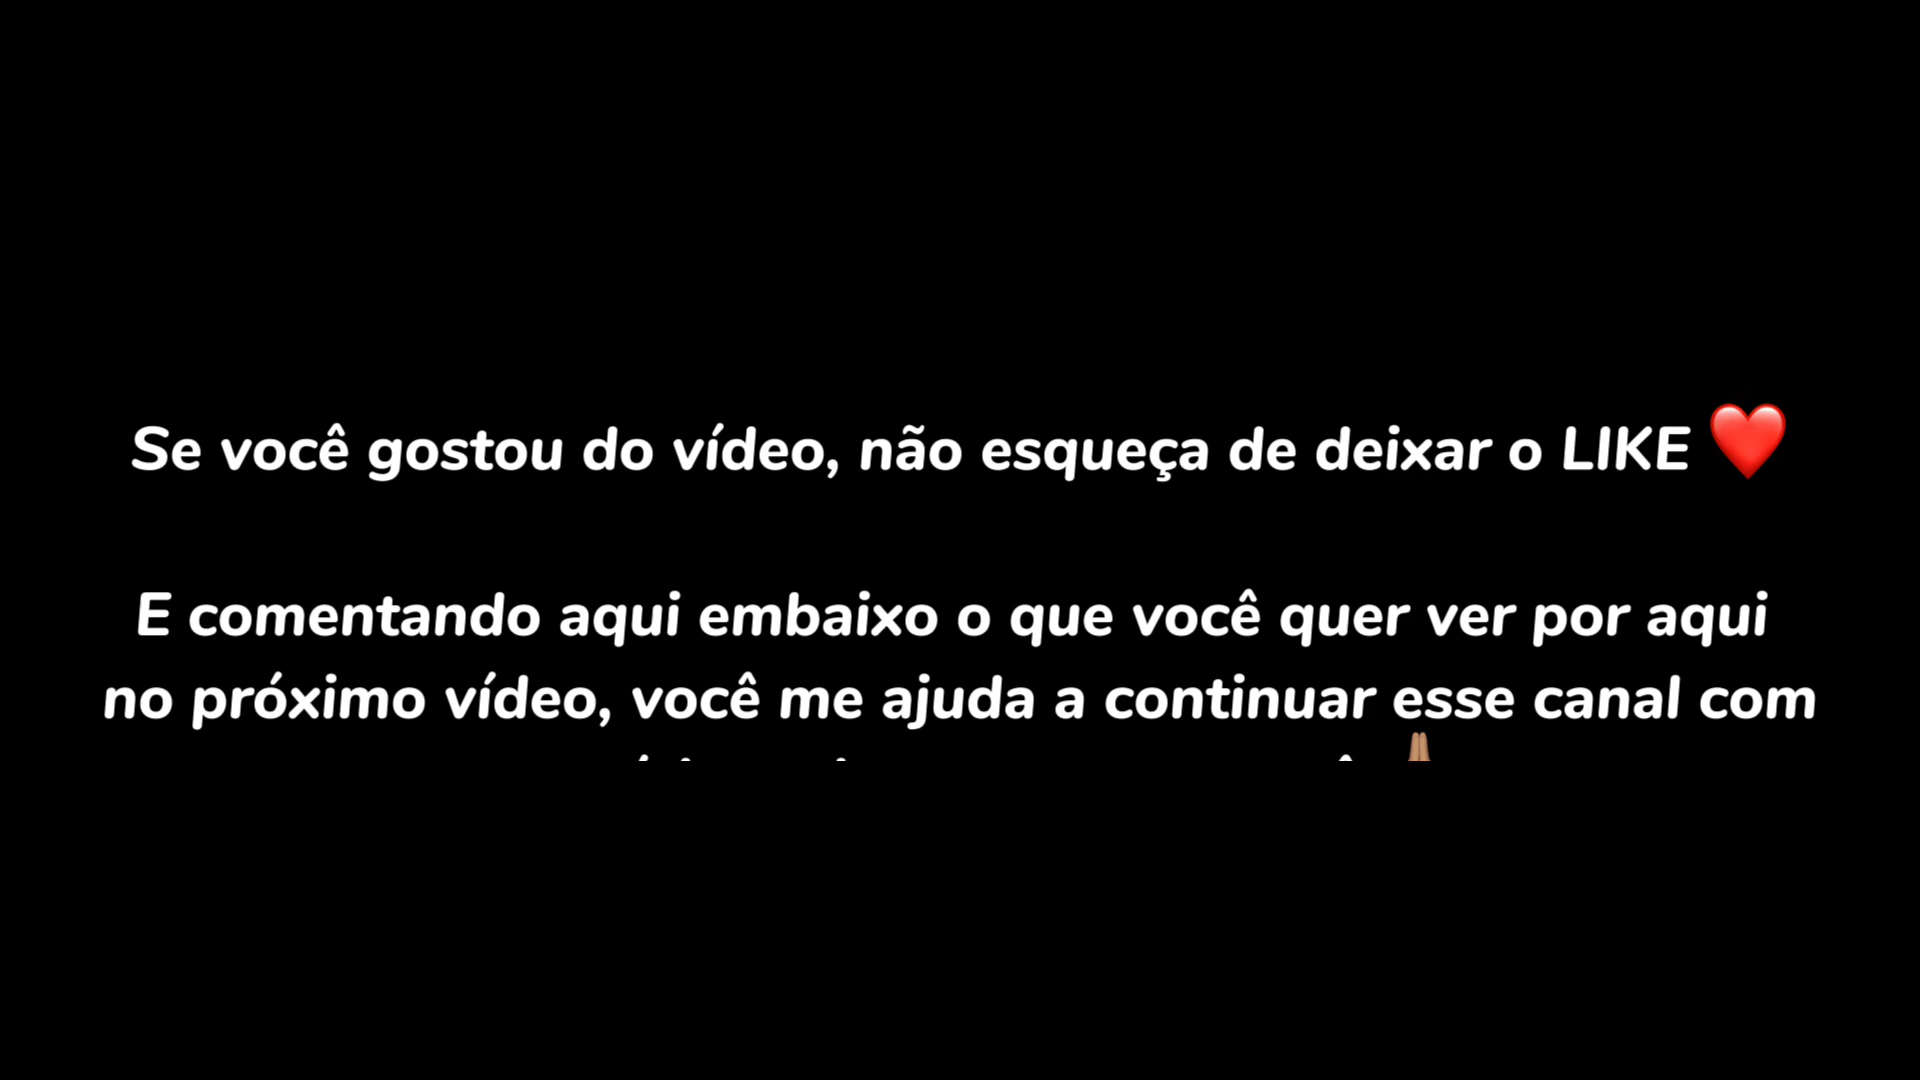 Se você gostou do vídeo, não esqueça de deixar o LIKE ❤️
E comentando aqui embaixo o que você quer ver por aqui
no próximo vídeo, você me ajuda a continuar esse canal com